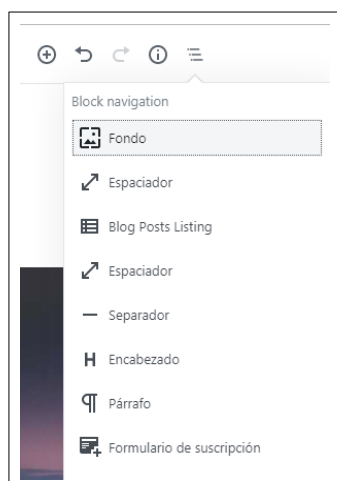 Block navigation
Fondo
Espaciador
Blog Posts Listing
Espaciador
Separador
Encabezado
Párrafo
Formulario de suscripción